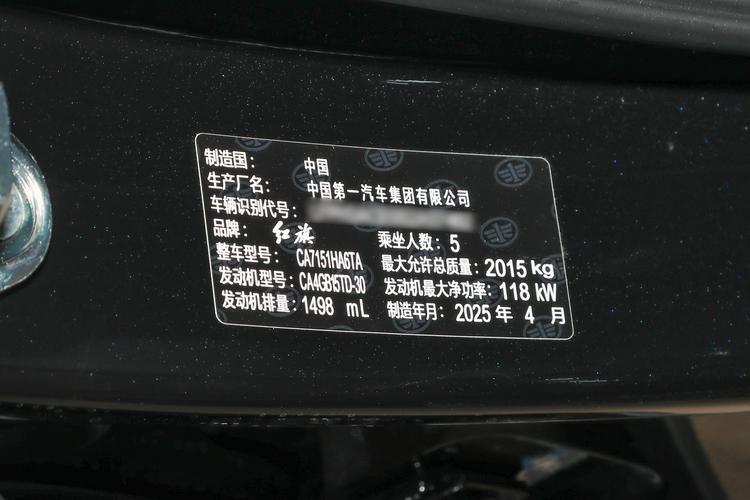 制造国： 中国
生产厂名： 中国第一汽车集团有限公司
车辆识别代号：
品牌： 红旗 乘坐人数：5
整车型号：CA7151HA6TA 最大允许总质量：2015kg
发动机型号：CA4GB15TD-30 发动机最大净功率：118 kW
发动机排量：1498 mL 制造年月：2025 年 4 月